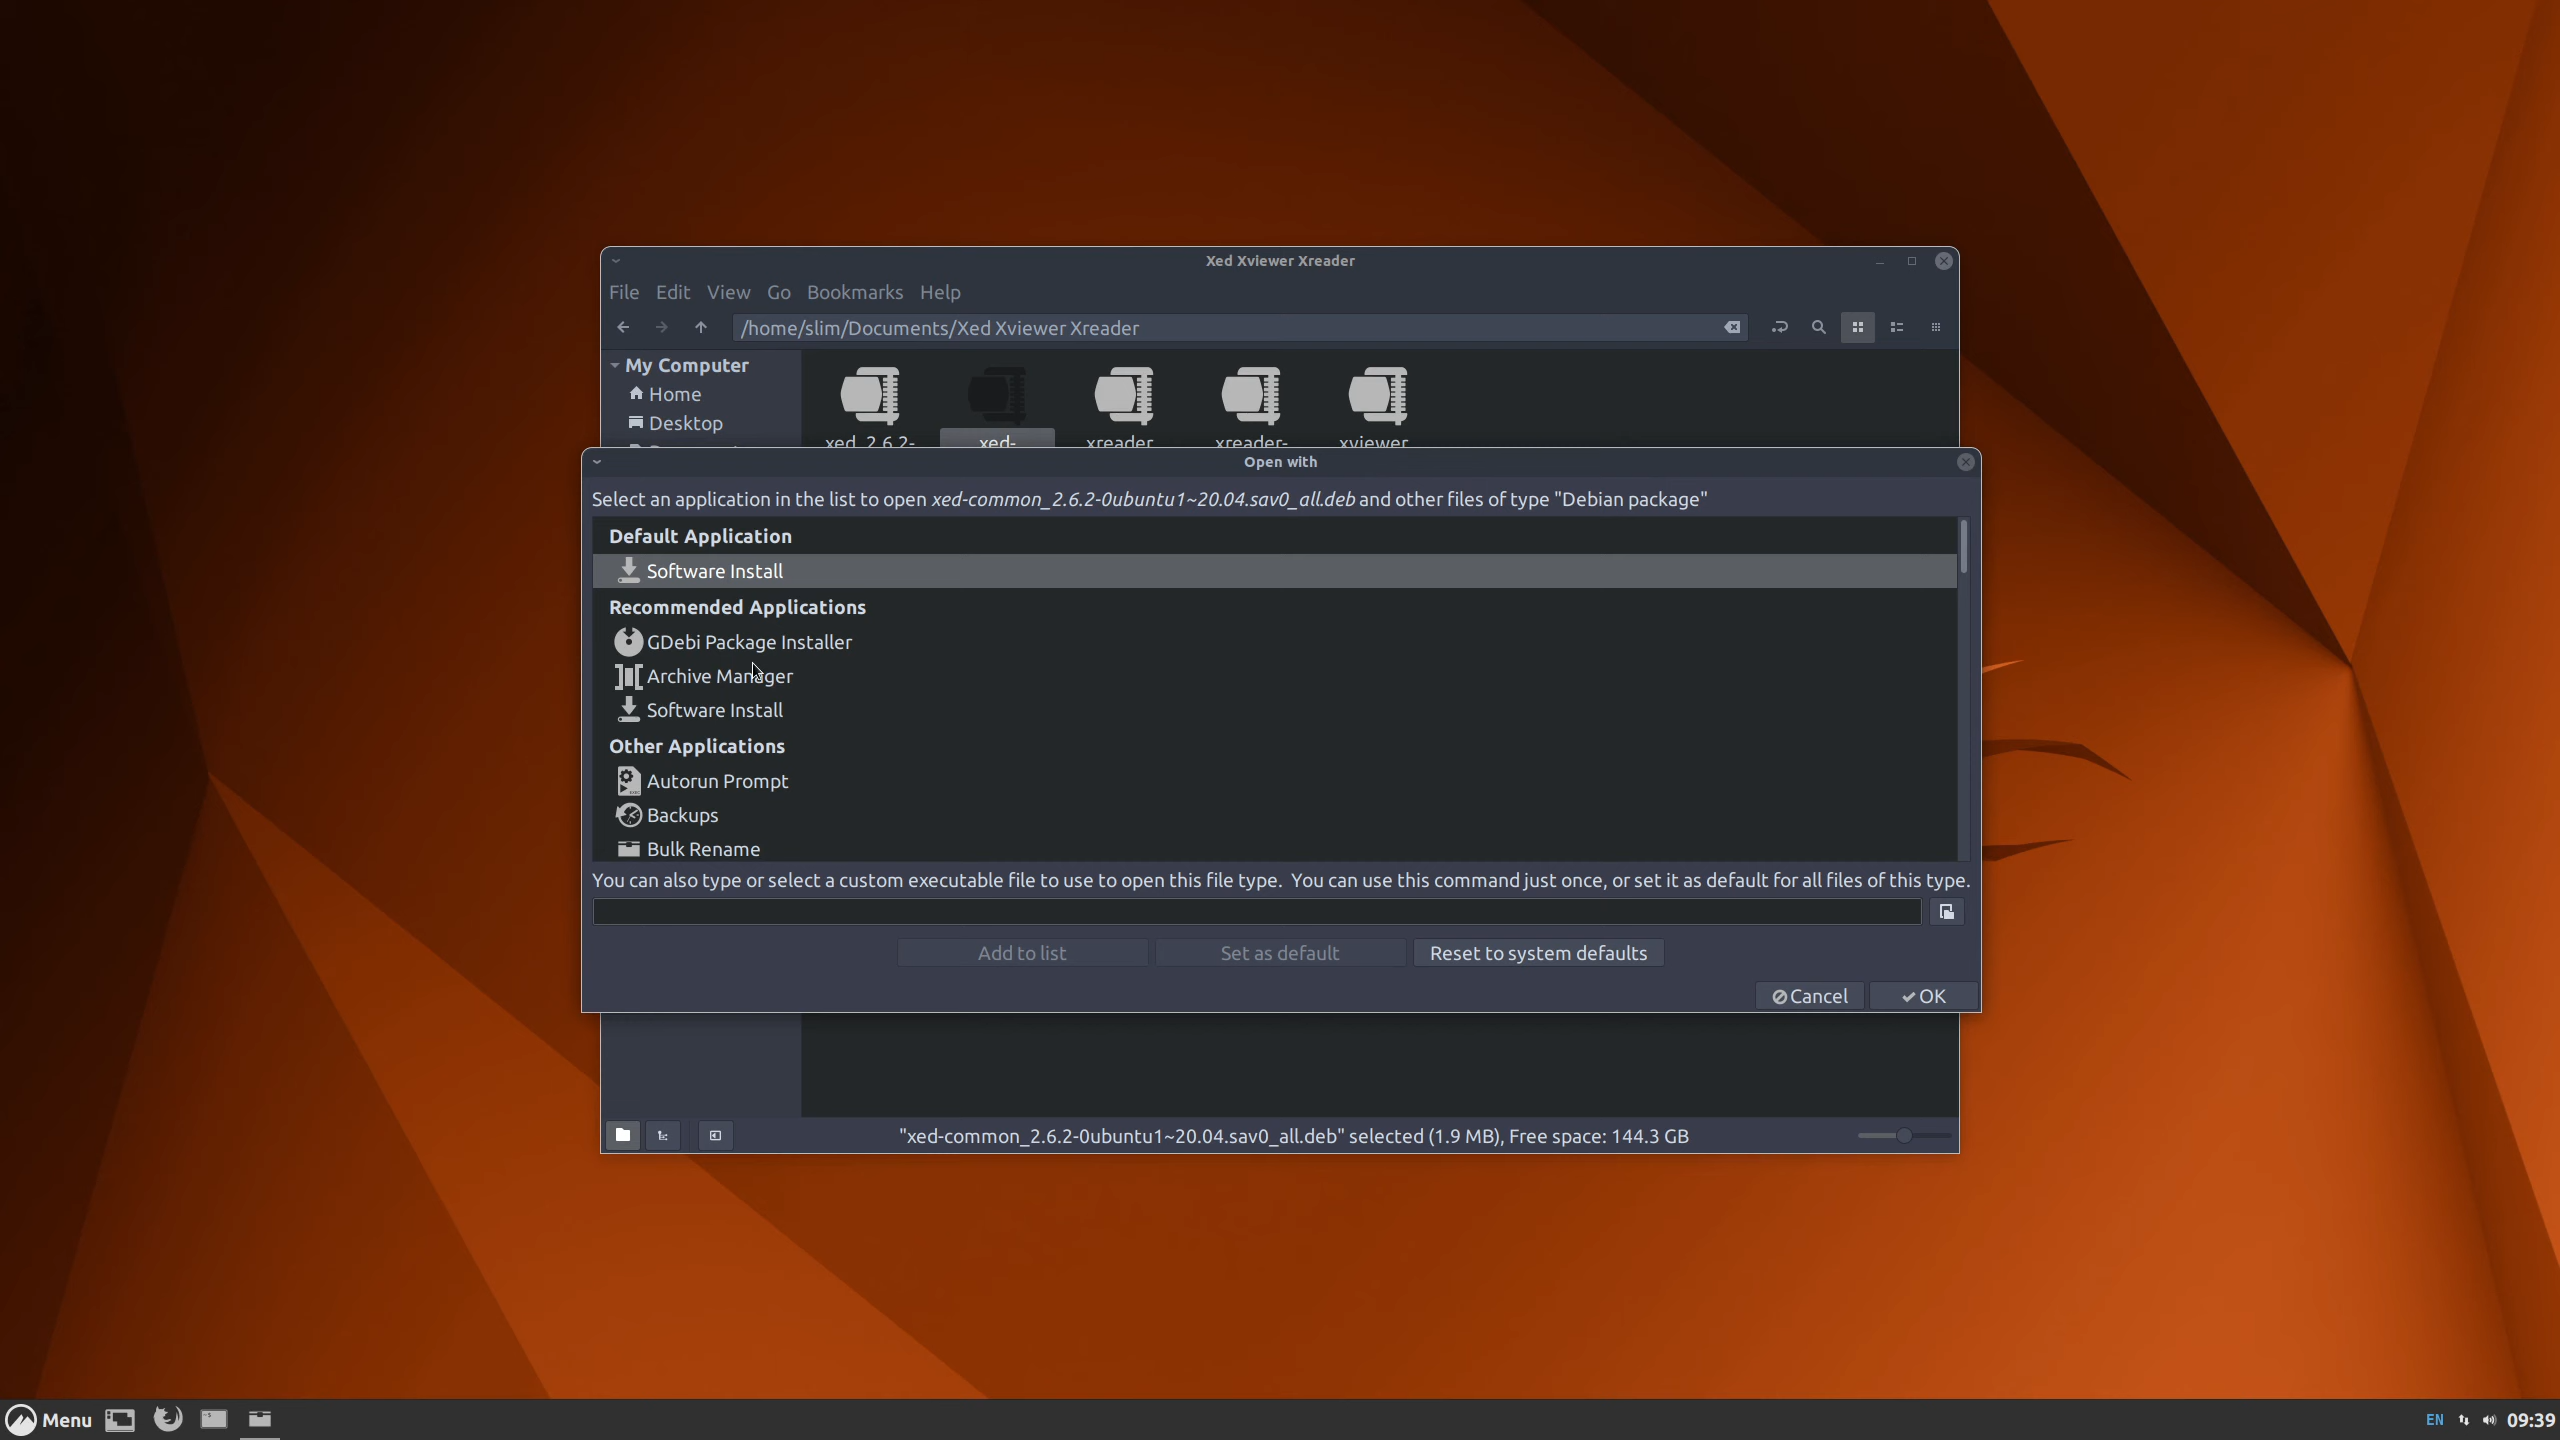 Xed Xviewer Xreader
File Edit View Go Bookmarks Help
/home/slim/Documents/Xed Xviewer Xreader
My Computer
Home
Desktop
xed_2.6.2- xed- xreader_ xreader- xviewer_
Open with
Select an application in the list to open xed-common_2.6.2-0ubuntu1~20.04.sav0_all.deb and other files of type "Debian package"
Default Application
Software Install
Recommended Applications
GDebi Package Installer
Archive Manager
Software Install
Other Applications
Autorun Prompt
Backups
Bulk Rename
You can also type or select a custom executable file to use to open this file type. You can use this command just once, or set it as default for all files of this type.
Add to list Set as default Reset to system defaults
Cancel OK
"xed-common_2.6.2-0ubuntu1~20.04.sav0_all.deb" selected (1.9 MB), Free space: 144.3 GB
Menu EN 09:39